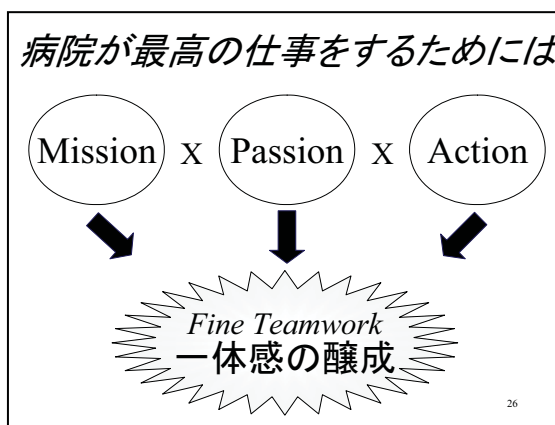 病院が最高の仕事をするためには
Mission X Passion X Action
Fine Teamwork
一体感の醸成
26